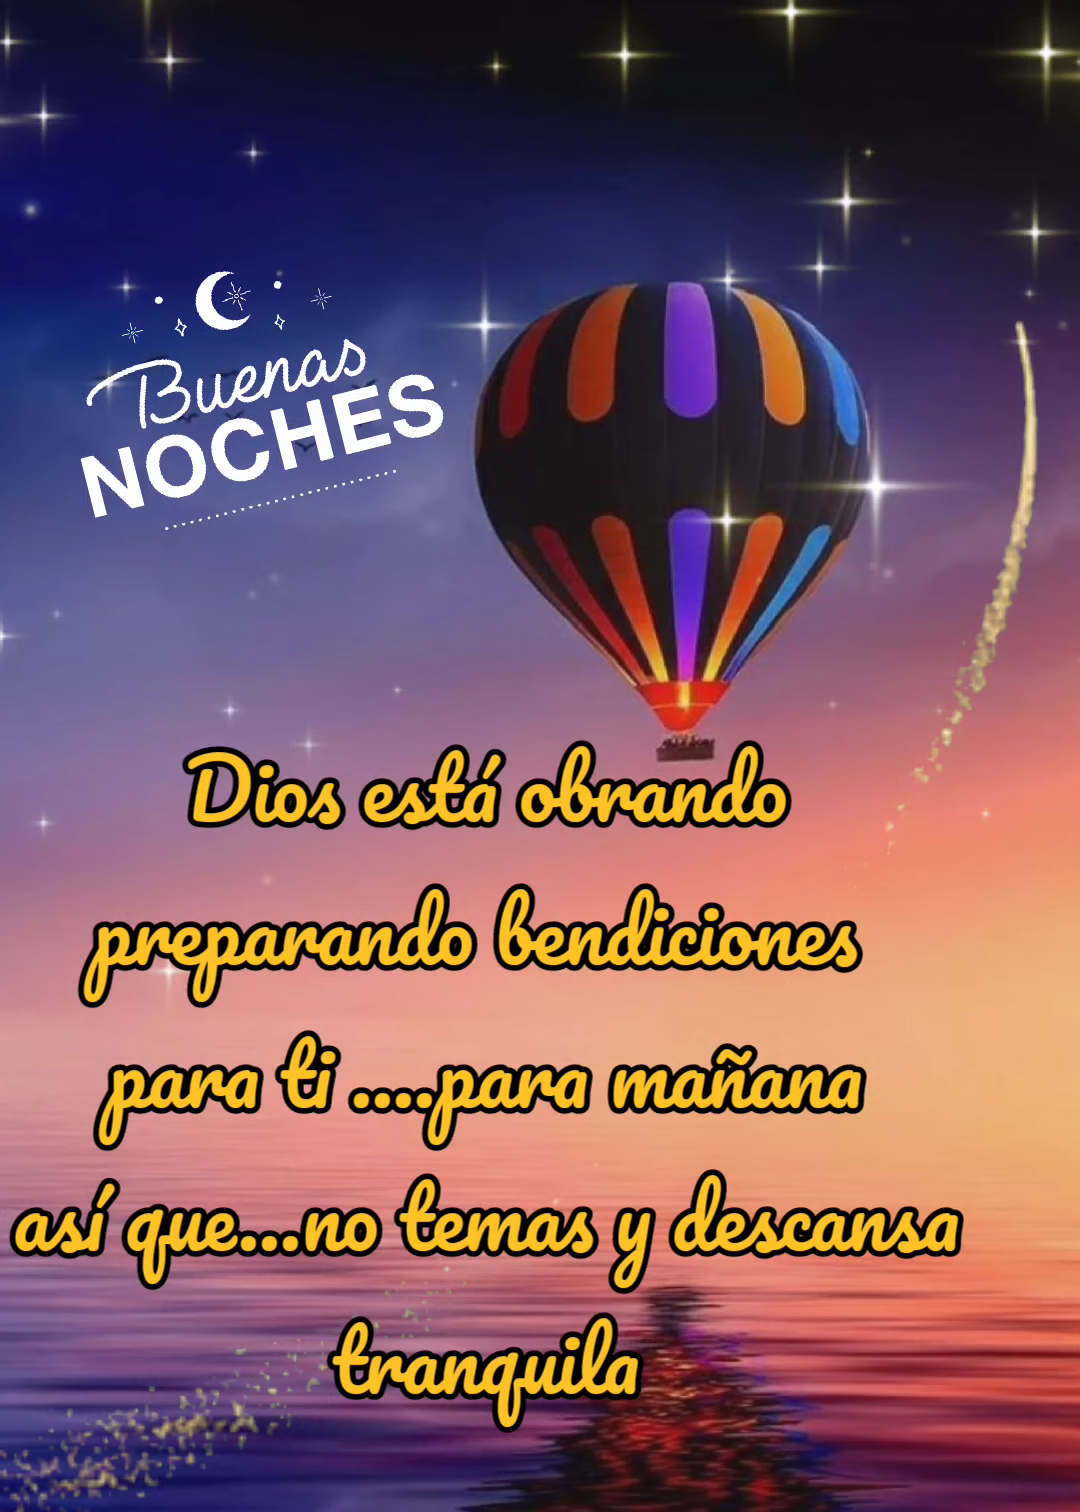 Buenas
NOCHES
Dios está obrando
preparando bendiciones
para ti ....para mañana
así que...no temas y descansa
tranquila